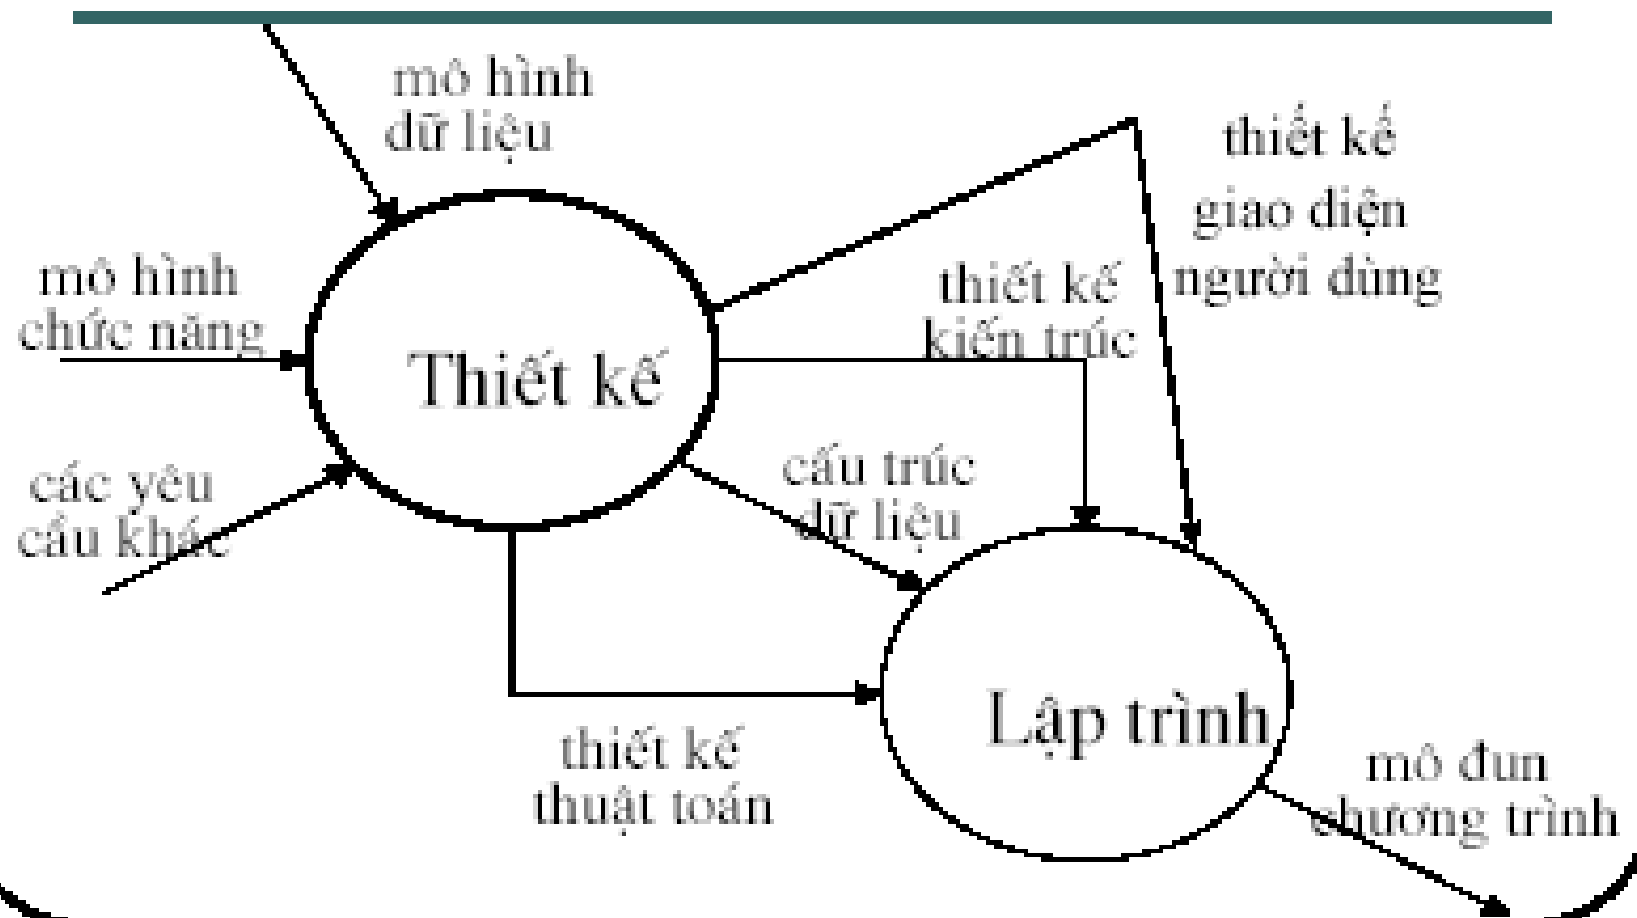 mô hình
dữ liệu
thiết kế
giao diện
người dùng
mô hình
chức năng
thiết kế
kiến trúc
Thiết kế
các yêu
cầu khác
cấu trúc
dữ liệu
Lập trình
thiết kế
thuật toán
mô đun
chương trình